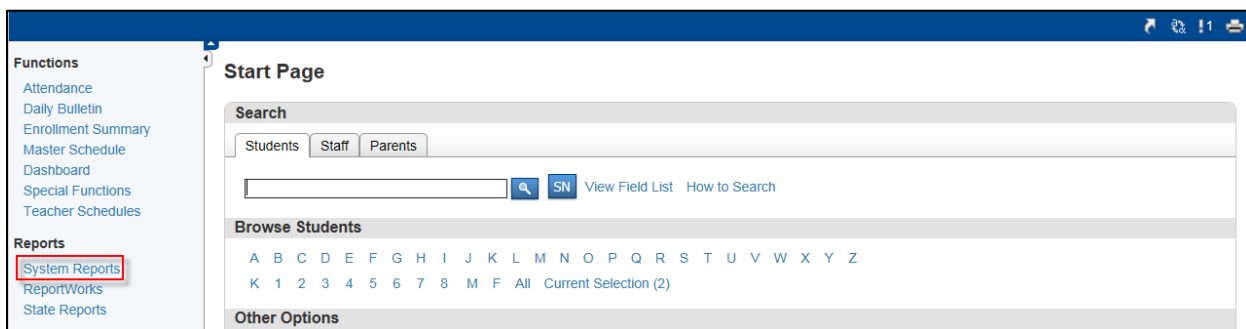 !1
Functions
Attendance
Daily Bulletin
Enrollment Summary
Master Schedule
Dashboard
Special Functions
Teacher Schedules
Reports
System Reports
ReportWorks
State Reports
Start Page
Search
Students Staff Parents
SN View Field List How to Search
Browse Students
A B C D E F G H I J K L M N O P Q R S T U V W X Y Z
K 1 2 3 4 5 6 7 8 M F All Current Selection (2)
Other Options